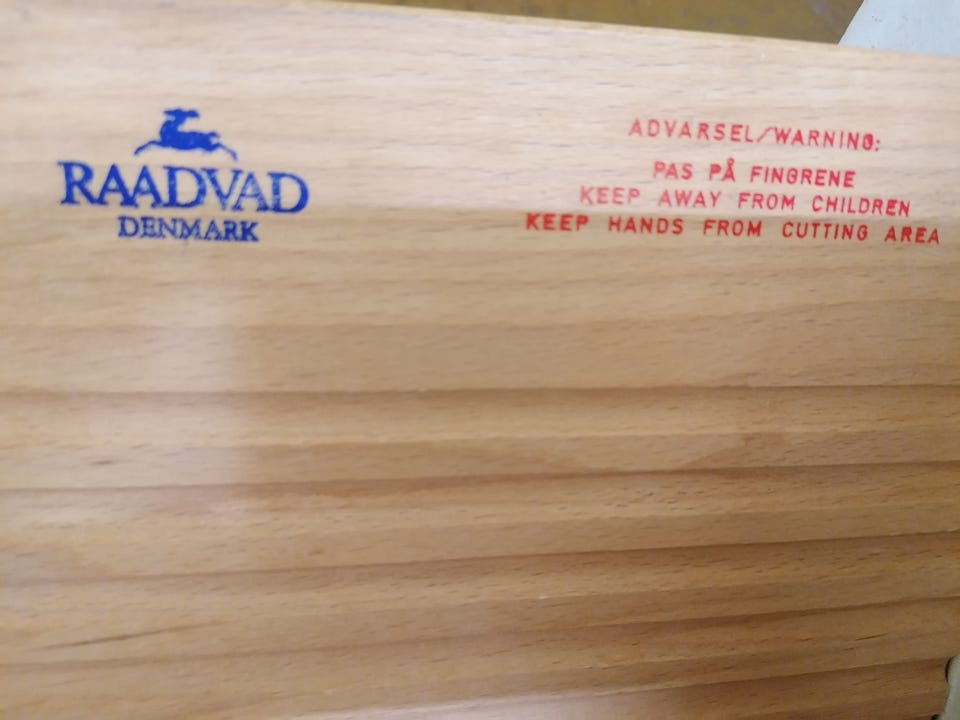 RAADVAD
DENMARK
ADVARSEL/WARNING:
PAS PÅ FINGRENE
KEEP AWAY FROM CHILDREN
KEEP HANDS FROM CUTTING AREA